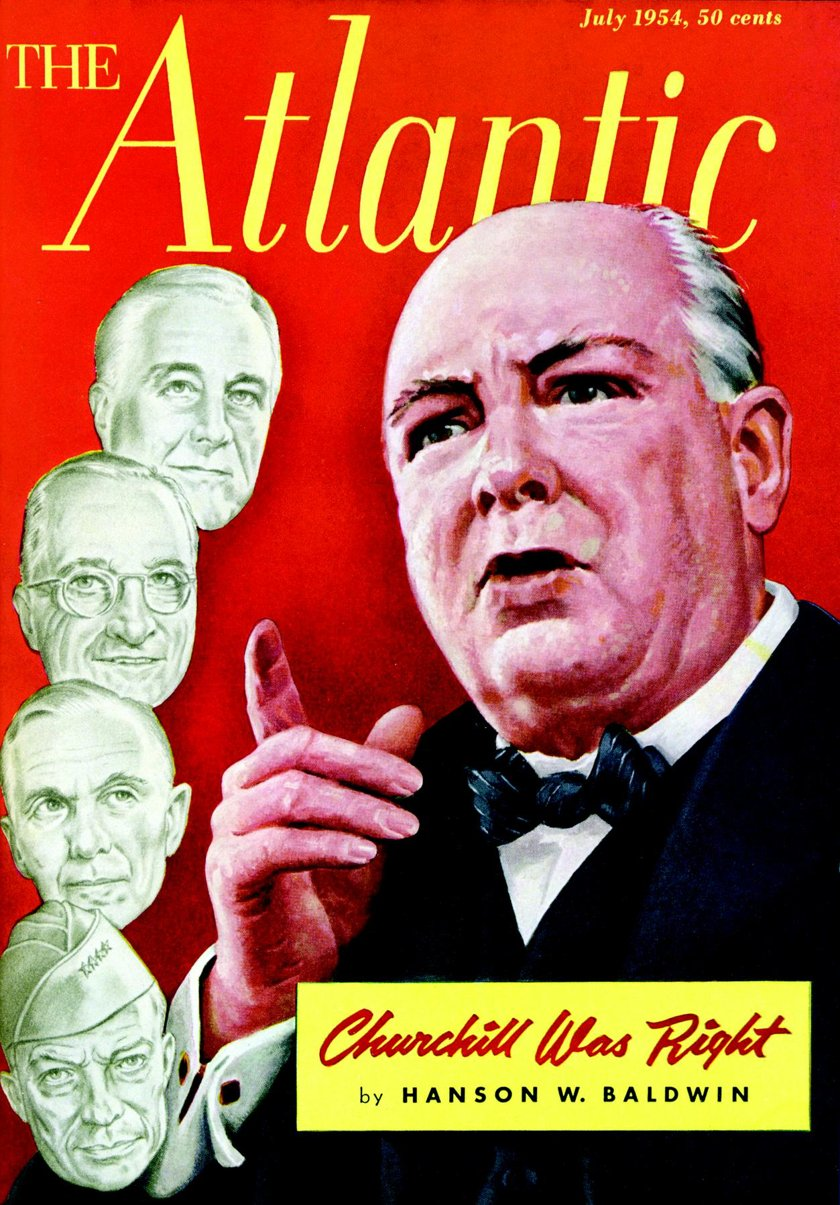 July 1954, 50 cents
THE Atlantic
Churchill Was Right
by HANSON W. BALDWIN